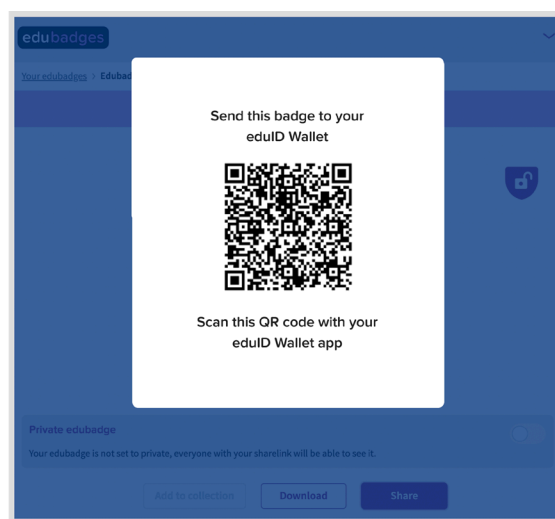 edubadges
Your edubadges > Edubad
Send this badge to your
eduID Wallet
Scan this QR code with your
eduID Wallet app
Private edubadge
Your edubadge is not set to private, everyone with your sharelink will be able to see it.
Add to collection Download Share